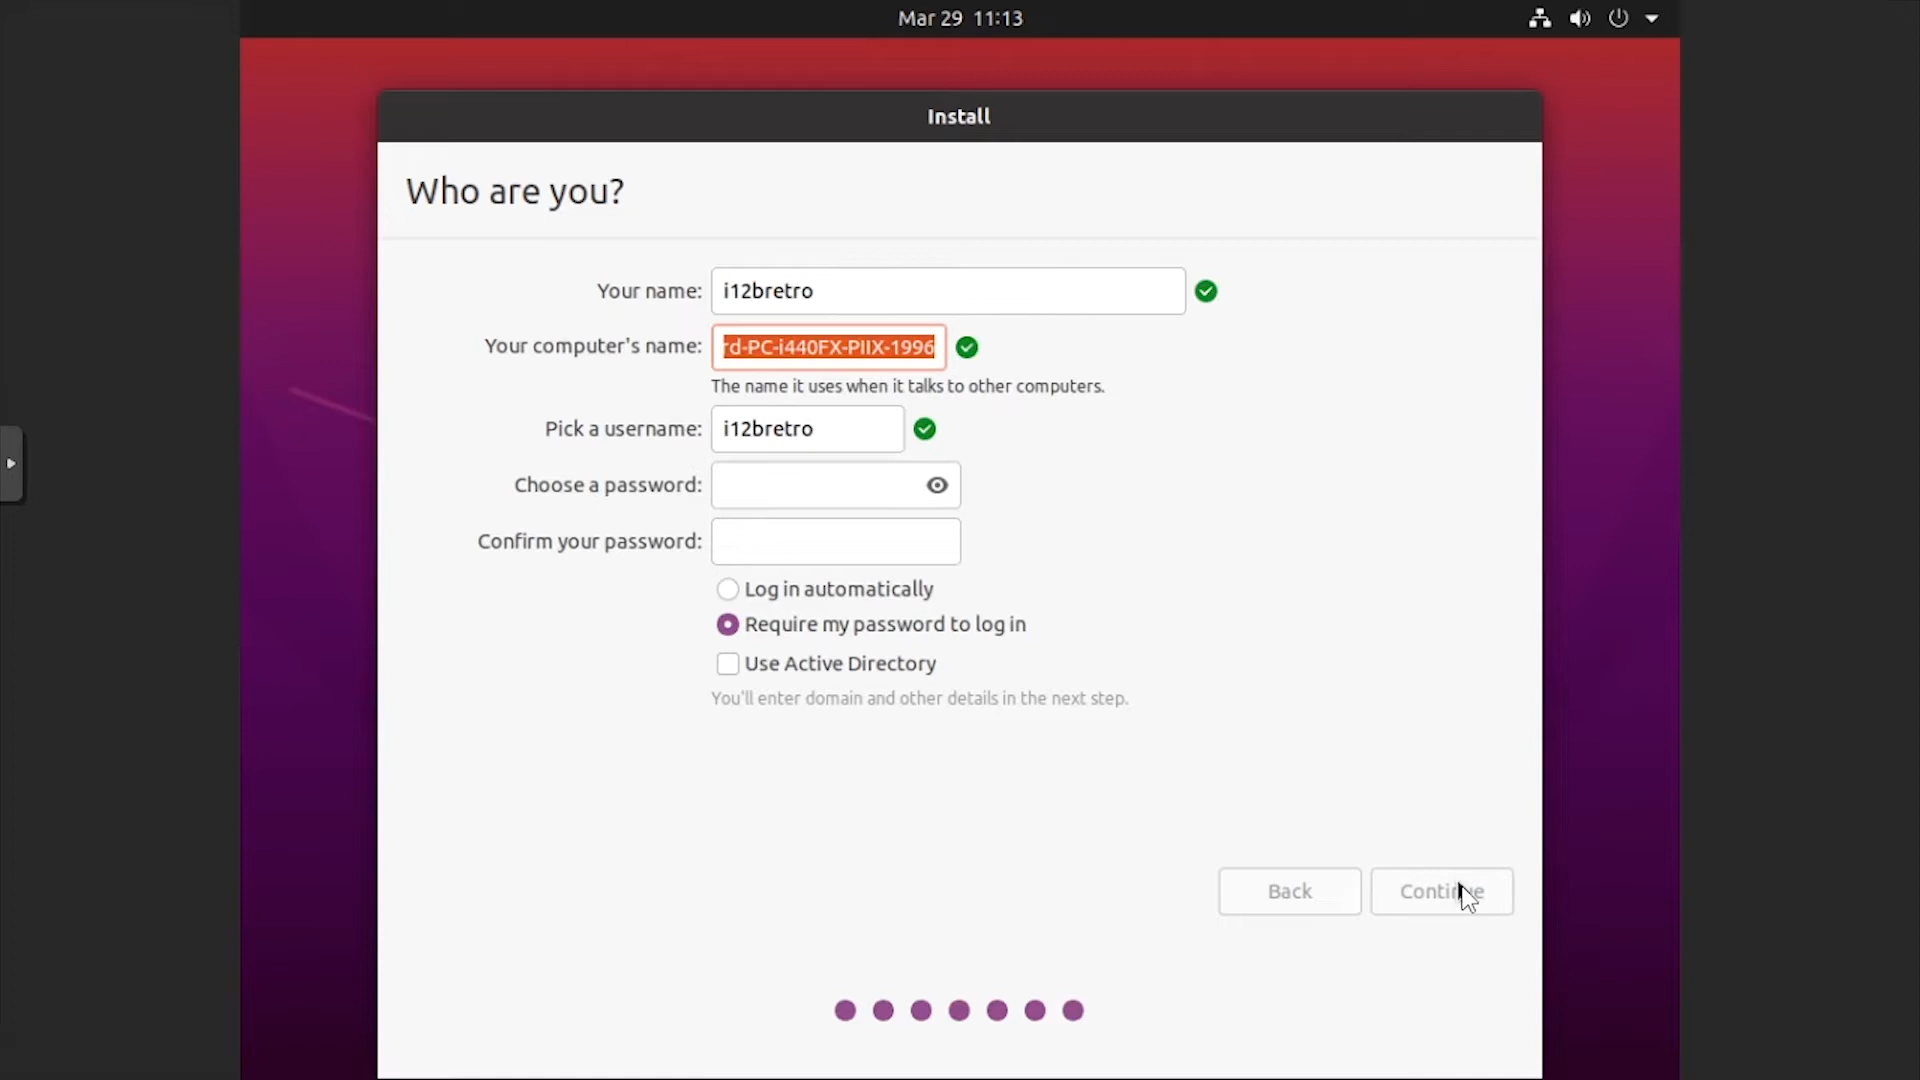 Mar 29 11:13
Install
Who are you?
Your name: i12bretro
Your computer's name: rd-PC-i440FX-PIIX-1996
The name it uses when it talks to other computers.
Pick a username: i12bretro
Choose a password:
Confirm your password:
Log in automatically
Require my password to log in
Use Active Directory
You'll enter domain and other details in the next step.
Back Continue